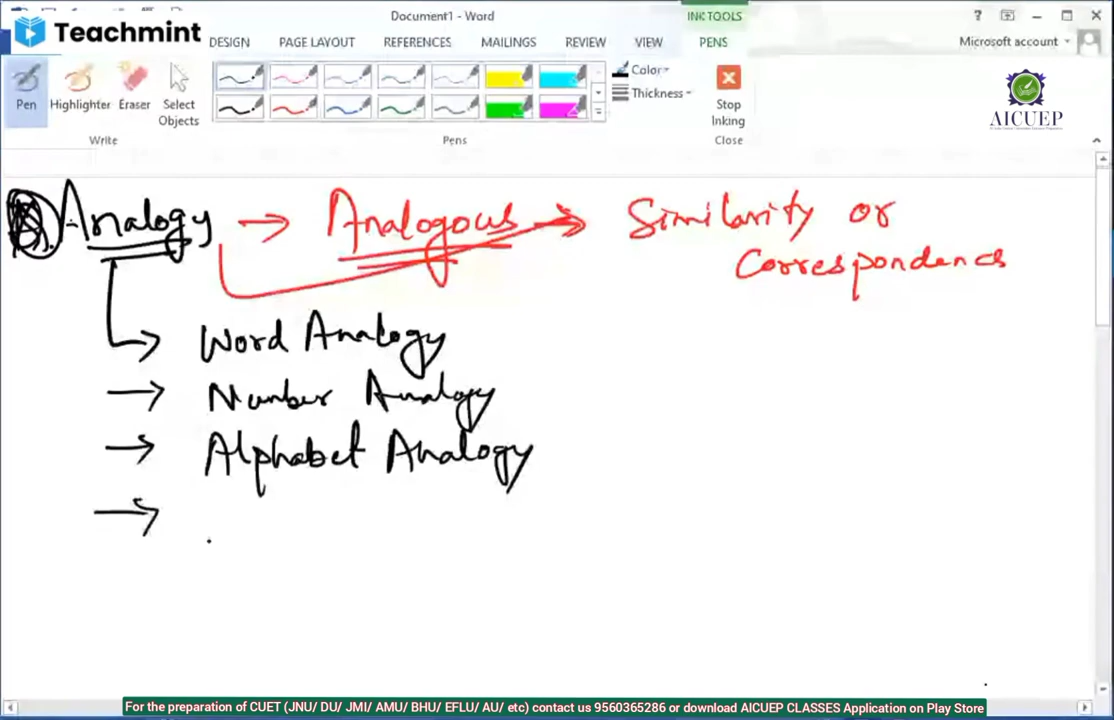 Document1 - Word
INK TOOLS
Teachmint
DESIGN PAGE LAYOUT REFERENCES MAILINGS REVIEW VIEW PENS
Microsoft account
Pen Highlighter Eraser Select Objects
Color
Thickness
Stop Inking
Write Pens Close
AICUEP
Analogy → Analogous → Similarity or
Correspondence
→ Word Analogy
→ Number Analogy
→ Alphabet Analogy
→
For the preparation of CUET (JNU/ DU/ JMI/ AMU/ BHU/ EFLU/ AU/ etc) contact us 9560365286 or download AICUEP CLASSES Application on Play Store